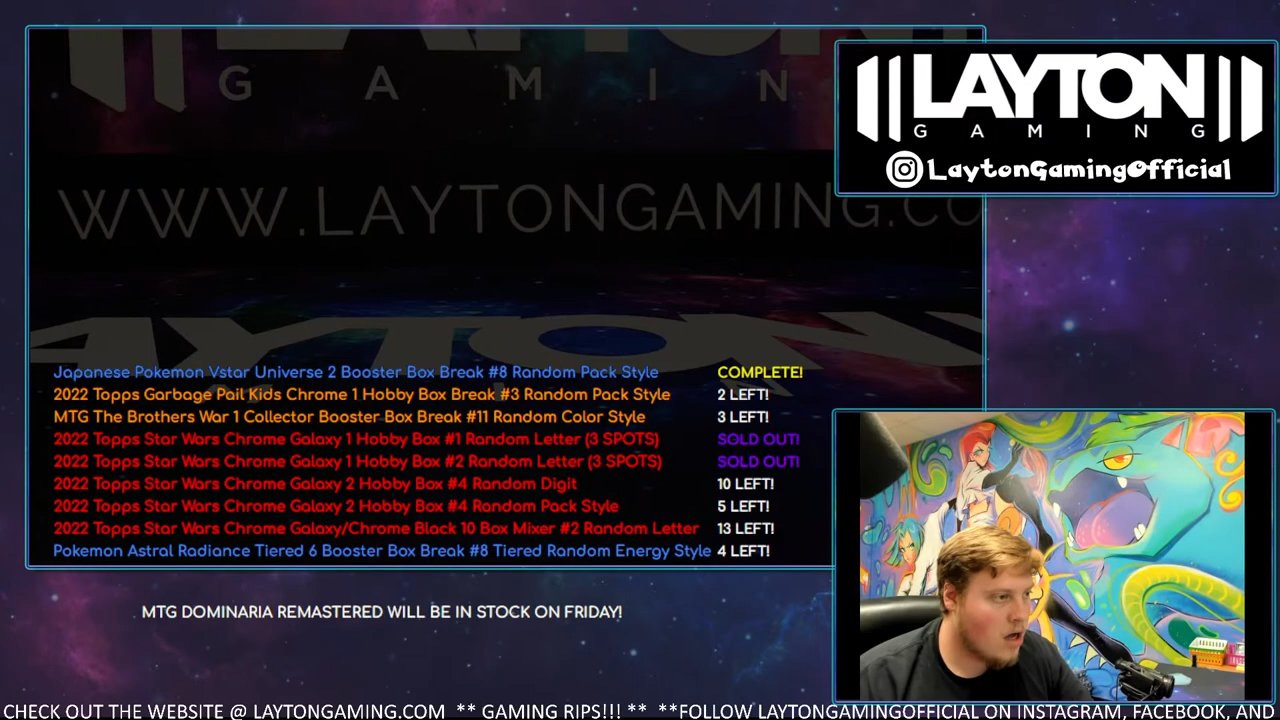 GAMIN
WWW.LAYTONGAMING.CO
LAYTON
GAMING
LaytonGamingOfficial
Japanese Pokemon Vstar Universe 2 Booster Box Break #8 Random Pack Style COMPLETE!
2022 Topps Garbage Pail Kids Chrome 1 Hobby Box Break #3 Random Pack Style 2 LEFT!
MTG The Brothers War 1 Collector Booster Box Break #11 Random Color Style 3 LEFT!
2022 Topps Star Wars Chrome Galaxy 1 Hobby Box #1 Random Letter (3 SPOTS) SOLD OUT!
2022 Topps Star Wars Chrome Galaxy 1 Hobby Box #2 Random Letter (3 SPOTS) SOLD OUT!
2022 Topps Star Wars Chrome Galaxy 2 Hobby Box #4 Random Digit 10 LEFT!
2022 Topps Star Wars Chrome Galaxy 2 Hobby Box #4 Random Pack Style 5 LEFT!
2022 Topps Star Wars Chrome Galaxy/Chrome Black 10 Box Mixer #2 Random Letter 13 LEFT!
Pokemon Astral Radiance Tiered 6 Booster Box Break #8 Tiered Random Energy Style 4 LEFT!
MTG DOMINARIA REMASTERED WILL BE IN STOCK ON FRIDAY!
CHECK OUT THE WEBSITE @ LAYTONGAMING.COM ** GAMING RIPS!!! ** **FOLLOW LAYTONGAMINGOFFICIAL ON INSTAGRAM, FACEBOOK, AND